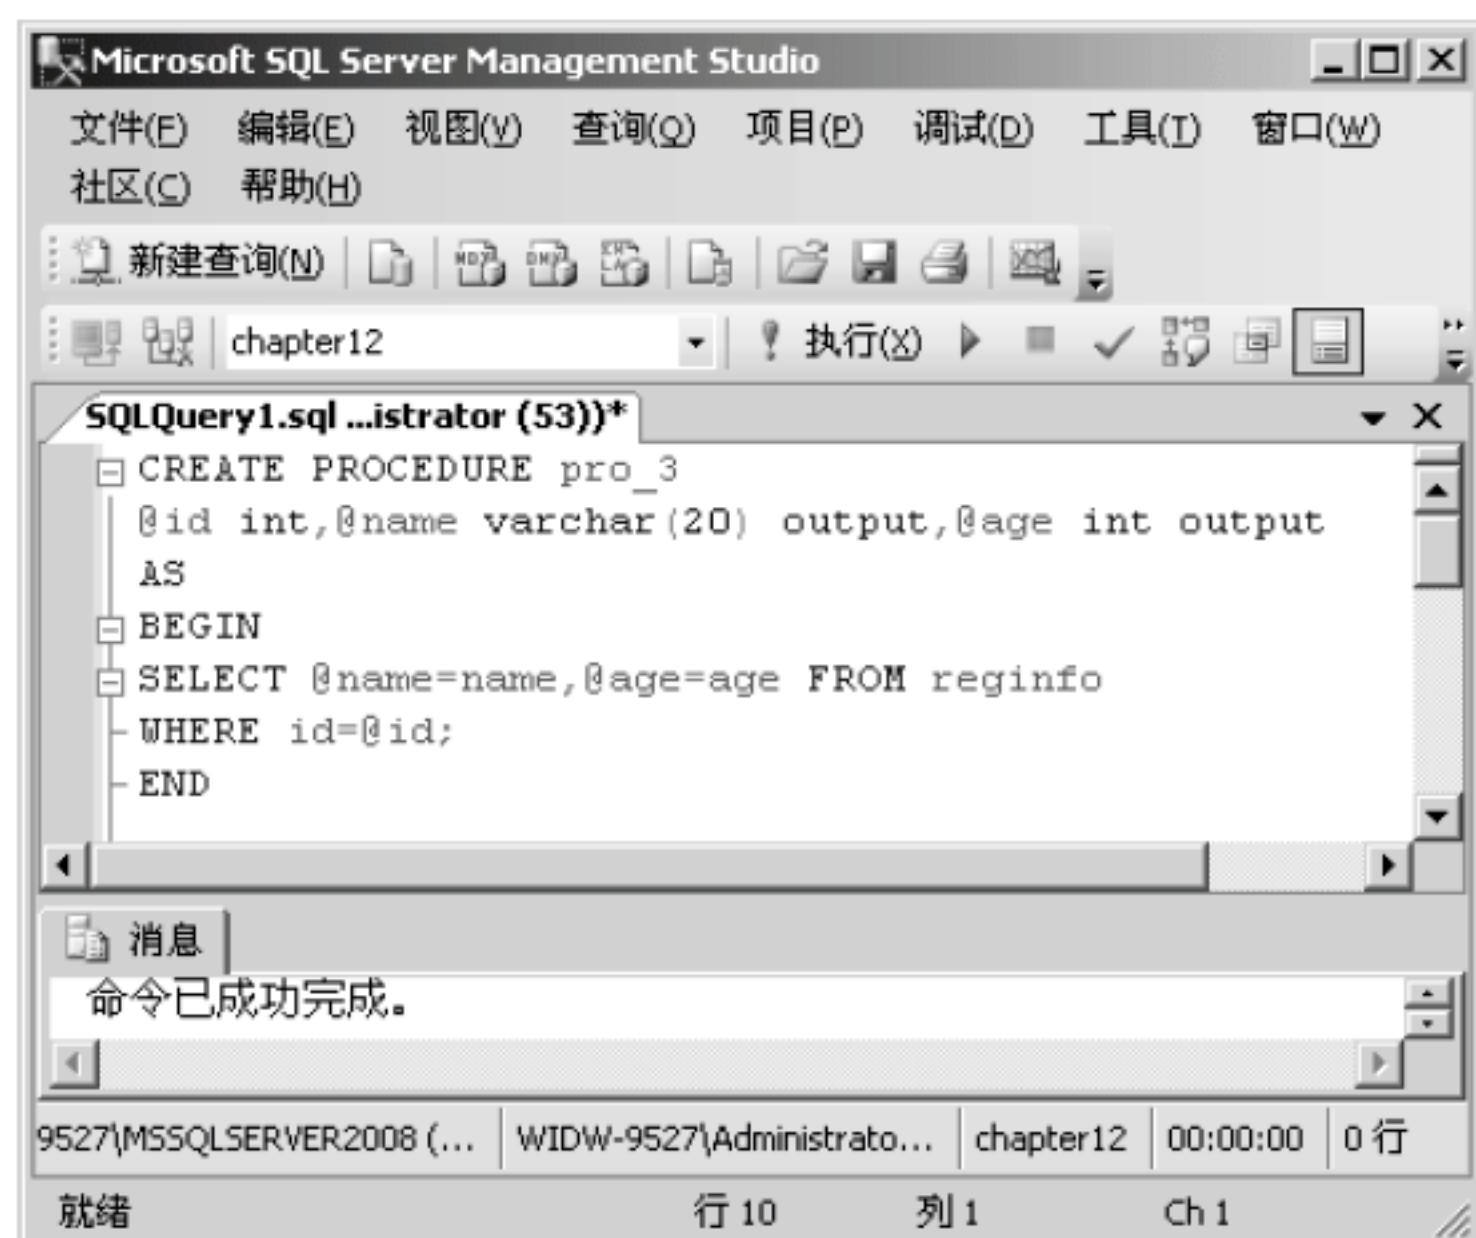 Microsoft SQL Server Management Studio
文件(F) 编辑(E) 视图(V) 查询(Q) 项目(P) 调试(D) 工具(T) 窗口(W)
社区(C) 帮助(H)
新建查询(N)
chapter12 执行(X)
SQLQuery1.sql ...istrator (53))*
CREATE PROCEDURE pro_3
@id int,@name varchar(20) output,@age int output
AS
BEGIN
SELECT @name=name,@age=age FROM reginfo
WHERE id=@id;
END
消息
命令已成功完成。
9527\MSSQLSERVER2008 (... WIDW-9527\Administrato... chapter12 00:00:00 0 行
就绪 行 10 列 1 Ch 1